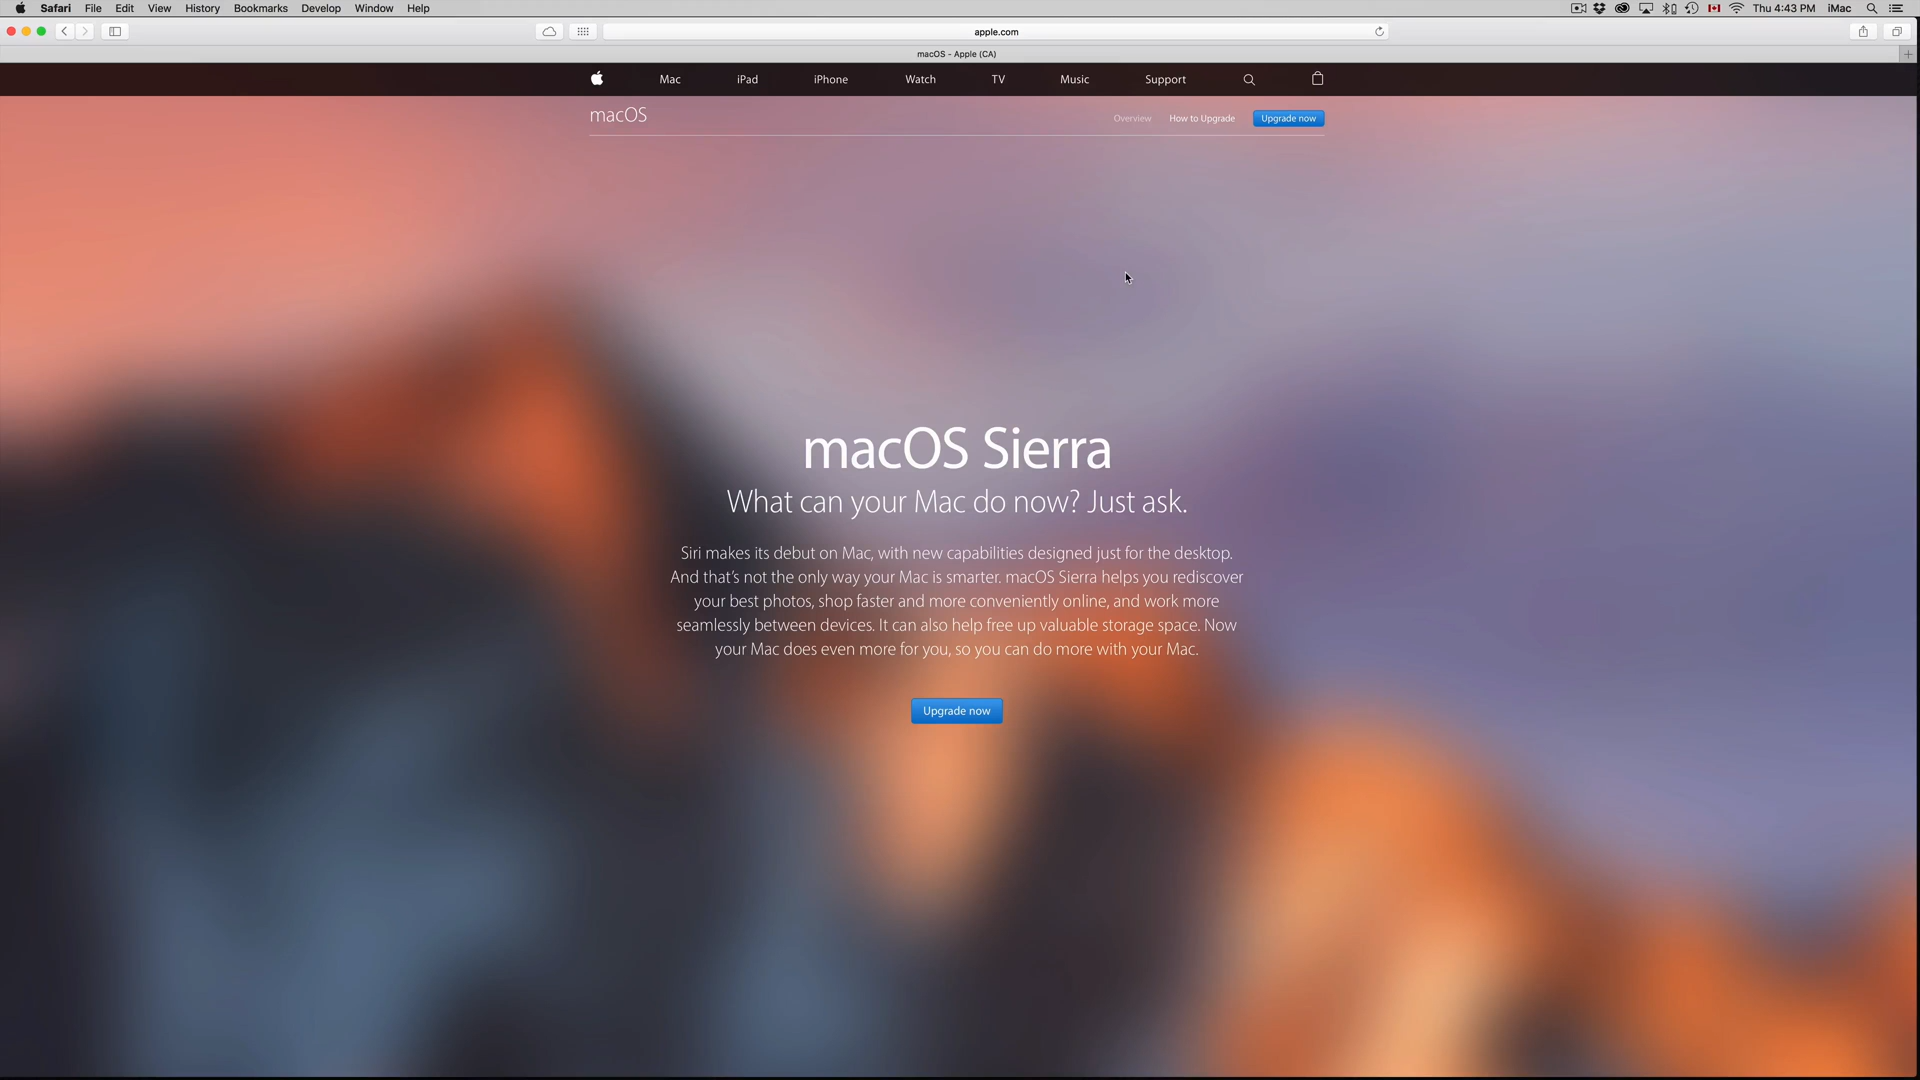 Safari File Edit View History Bookmarks Develop Window Help Thu 4:43 PM iMac
apple.com
macOS - Apple (CA)
Mac iPad iPhone Watch TV Music Support
macOS Overview How to Upgrade Upgrade now
macOS Sierra
What can your Mac do now? Just ask.
Siri makes its debut on Mac, with new capabilities designed just for the desktop.
And that’s not the only way your Mac is smarter. macOS Sierra helps you rediscover
your best photos, shop faster and more conveniently online, and work more
seamlessly between devices. It can also help free up valuable storage space. Now
your Mac does even more for you, so you can do more with your Mac.
Upgrade now